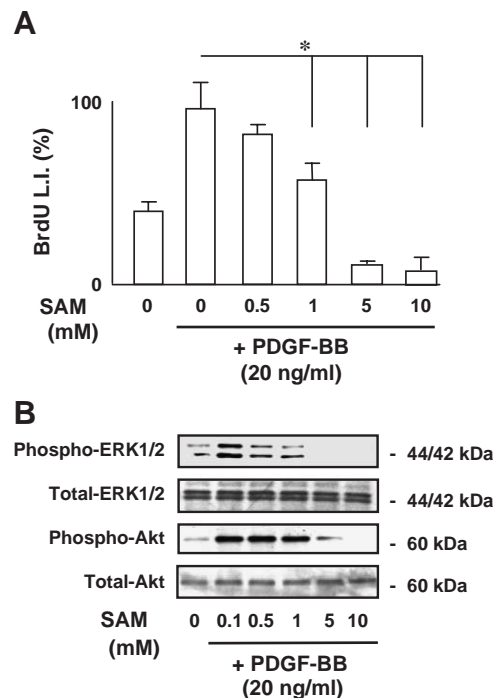 A
*
BrdU L.I. (%)
100
0
SAM (mM) 0 0 0.5 1 5 10
+ PDGF-BB
(20 ng/ml)
B
Phospho-ERK1/2 - 44/42 kDa
Total-ERK1/2 - 44/42 kDa
Phospho-Akt - 60 kDa
Total-Akt - 60 kDa
SAM (mM) 0 0.1 0.5 1 5 10
+ PDGF-BB
(20 ng/ml)